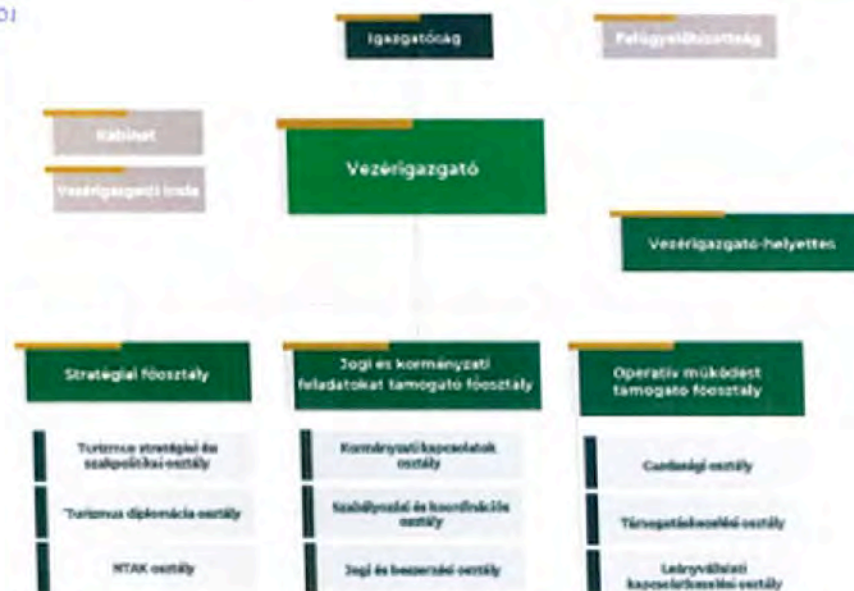 Igazgatóság
Felügyelőbizottság
Kabinet
Vezérigazgatói Iroda
Vezérigazgató
Vezérigazgató-helyettes
Stratégiai főosztály
Jogi és kormányzati
feladatokat támogató főosztály
Operatív működést
támogató főosztály
Turizmus stratégiai és
szakpolitikai osztály
Turizmus diplomácia osztály
NTAK osztály
Kormányzati kapcsolatok
osztály
Szabályozási és koordinációs
osztály
Jogi és beszerzési osztály
Gazdasági osztály
Támogatáskezelési osztály
Leányvállalati
kapcsolatkezelési osztály